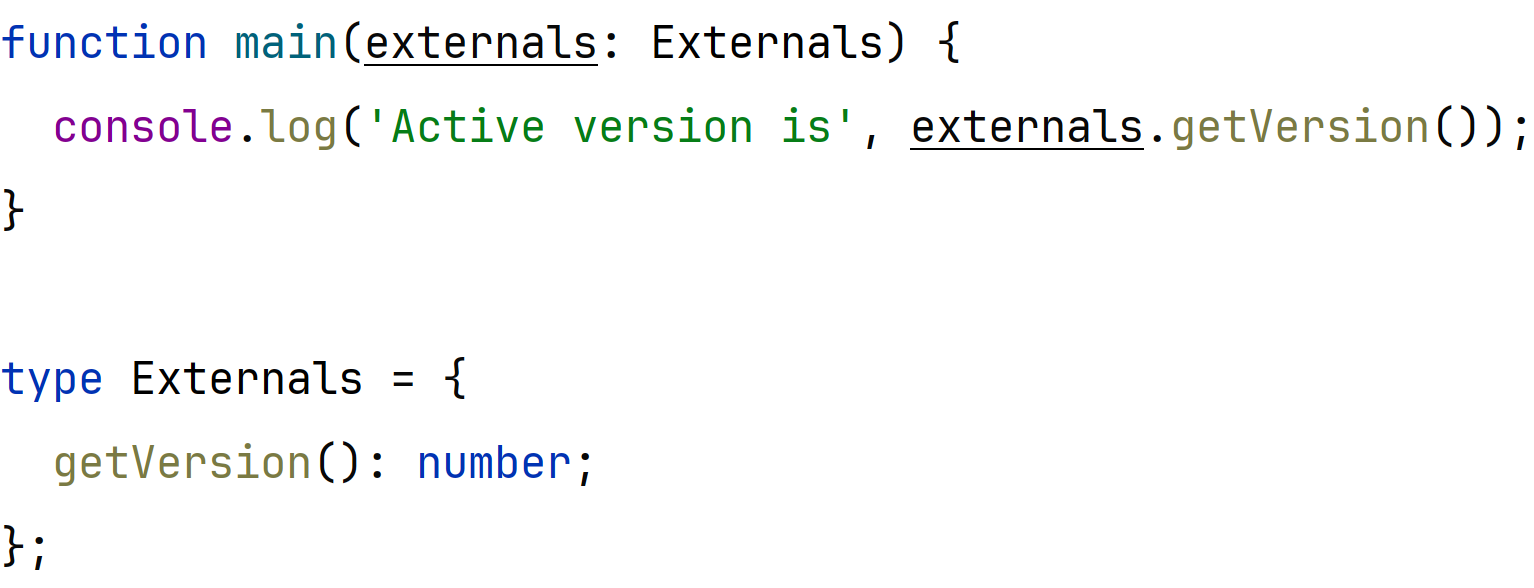 function main(externals: Externals) {
  console.log('Active version is', externals.getVersion());
}

type Externals = {
  getVersion(): number;
};